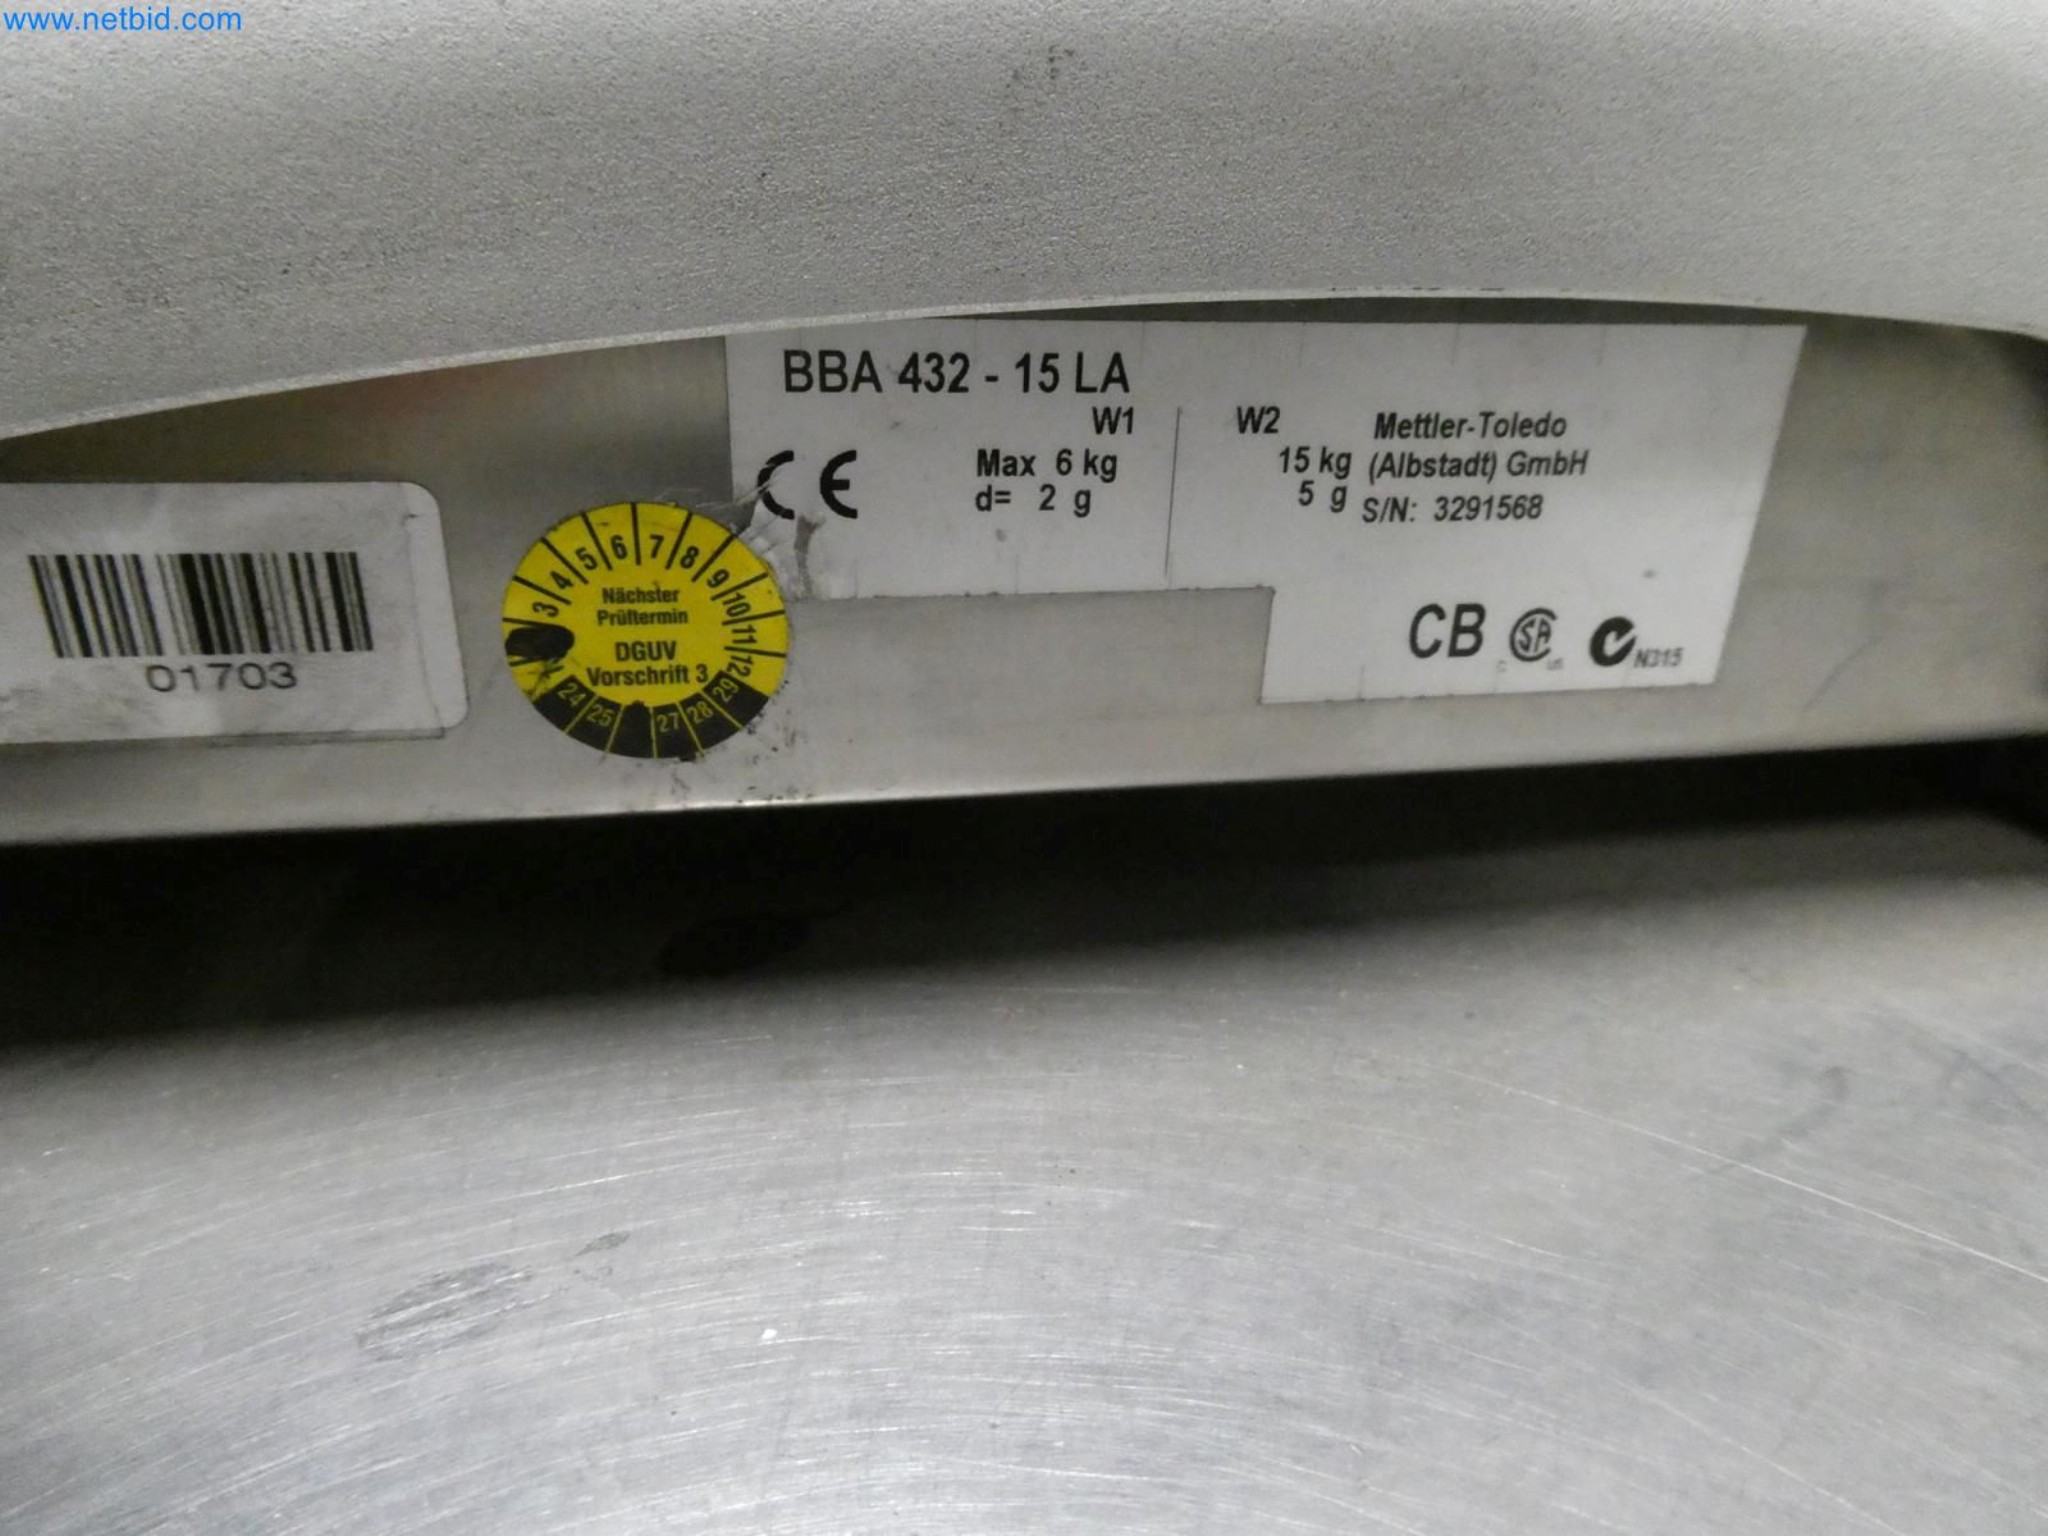 www.netbid.com
BBA 432 - 15 LA
W1 W2
Max 6 kg 15 kg
d= 2 g 5 g
Mettler-Toledo
(Albstadt) GmbH
S/N: 3291568
CE
CB SA C US N315
01703
3 4 5 6 7 8 9 10 11 12
Nächster
Prüftermin
DGUV
Vorschrift 3
24 25 27 28 29